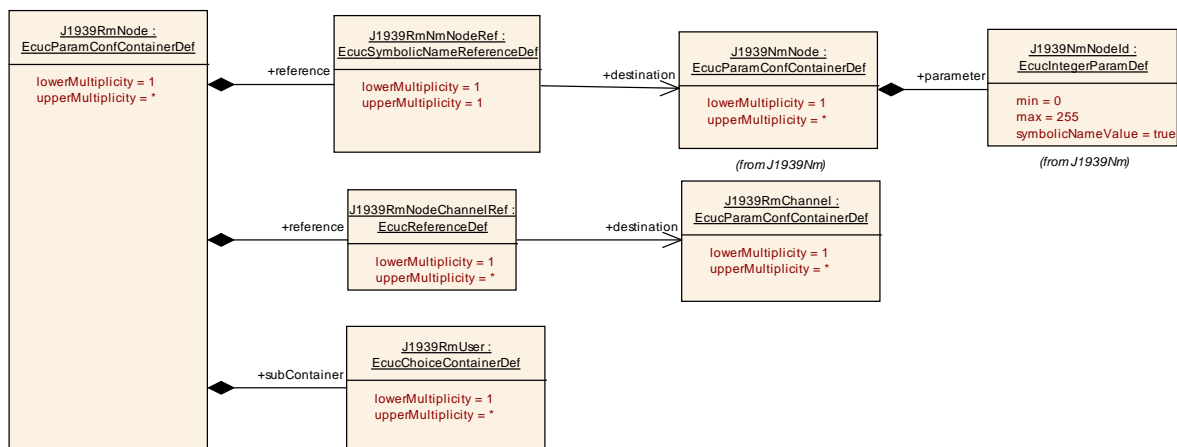 J1939RmNode :
EcucParamConfContainerDef
lowerMultiplicity = 1
upperMultiplicity = *
+reference
J1939RmNmNodeRef :
EcucSymbolicNameReferenceDef
lowerMultiplicity = 1
upperMultiplicity = 1
+destination
J1939NmNode :
EcucParamConfContainerDef
lowerMultiplicity = 1
upperMultiplicity = *
(from J1939Nm)
+parameter
J1939NmNodeId :
EcucIntegerParamDef
min = 0
max = 255
symbolicNameValue = true
(from J1939Nm)
+reference
J1939RmNodeChannelRef :
EcucReferenceDef
lowerMultiplicity = 1
upperMultiplicity = *
+destination
J1939RmChannel :
EcucParamConfContainerDef
lowerMultiplicity = 1
upperMultiplicity = *
+subContainer
J1939RmUser :
EcucChoiceContainerDef
lowerMultiplicity = 1
upperMultiplicity = *